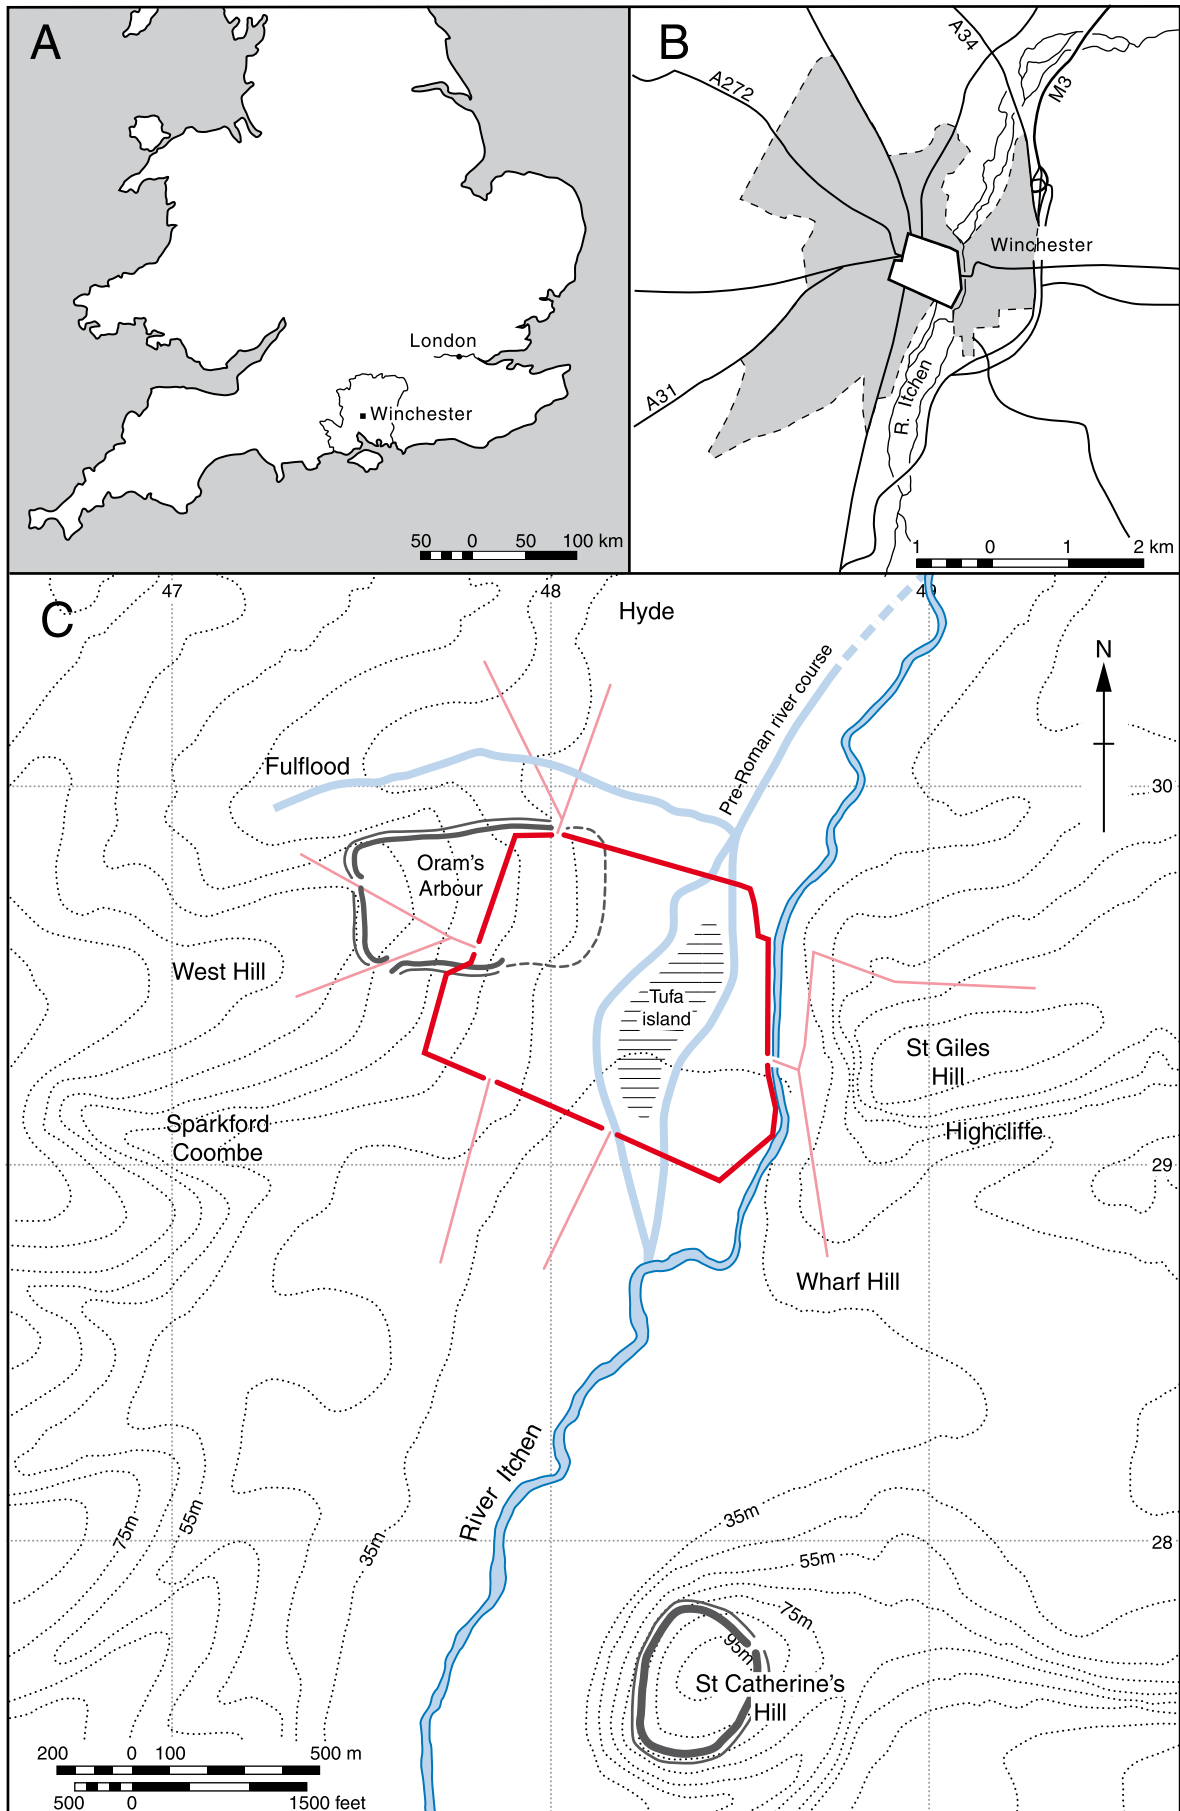 A
London
Winchester
50 0 50 100 km
B
A34
A272
M3
Winchester
A31
R. Itchen
1 0 1 2 km
C
47 48 49
Hyde
N
Pre-Roman river course
Fulflood
30
Oram's
Arbour
West Hill
Tufa
island
St Giles
Hill
Sparkford
Coombe
Highcliffe
29
Wharf Hill
River Itchen
75m
55m
35m
35m
28
55m
75m
95m
St Catherine's
Hill
200 0 100 500 m
500 0 1500 feet